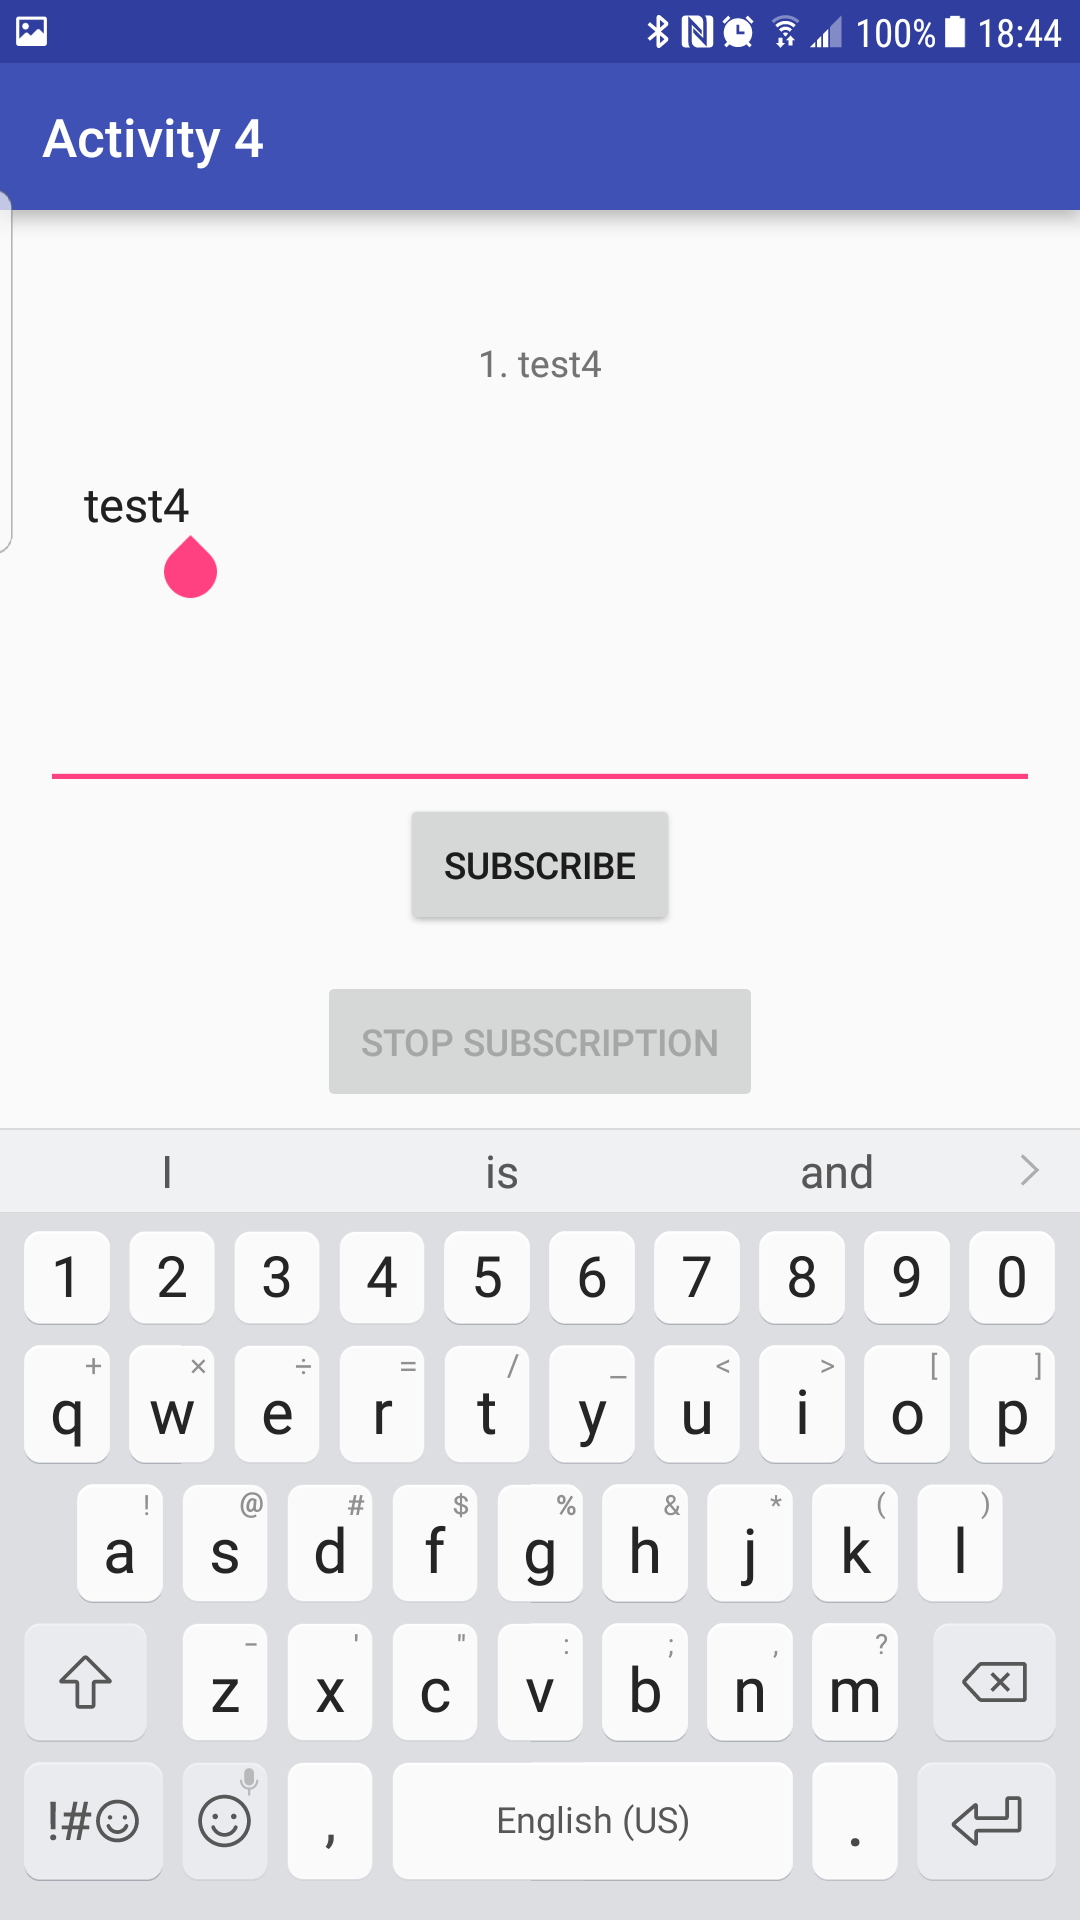 100% 18:44
Activity 4
1. test4
test4
SUBSCRIBE
STOP SUBSCRIPTION
I is and
1 2 3 4 5 6 7 8 9 0
+ × ÷ = / _ < > [ ]
q w e r t y u i o p
! @ # $ % & * ( )
a s d f g h j k l
- ' " : ; , ?
z x c v b n m
!# , English (US) .